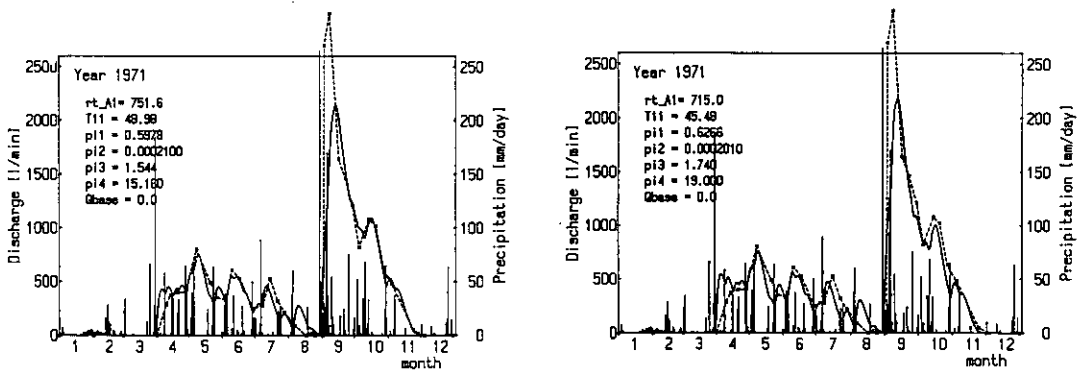 Year 1971
rt_A1= 751.6
T11 = 48.98
pi1 = 0.5978
pi2 = 0.0002100
pi3 = 1.544
pi4 = 15.160
Qbase = 0.0
Discharge [l/min]
250u
2000
1500
1000
500
0
250
200
150
100
50
0
Precipitation [mm/day]
1 2 3 4 5 6 7 8 9 10 11 12
month
Year 1971
rt_A1= 715.0
T11 = 45.48
pi1 = 0.6266
pi2 = 0.0002010
pi3 = 1.740
pi4 = 19.000
Qbase = 0.0
Discharge [l/min]
2500
2000
1500
1000
500
0
250
200
150
100
50
0
Precipitation [mm/day]
1 2 3 4 5 6 7 8 9 10 11 12
month